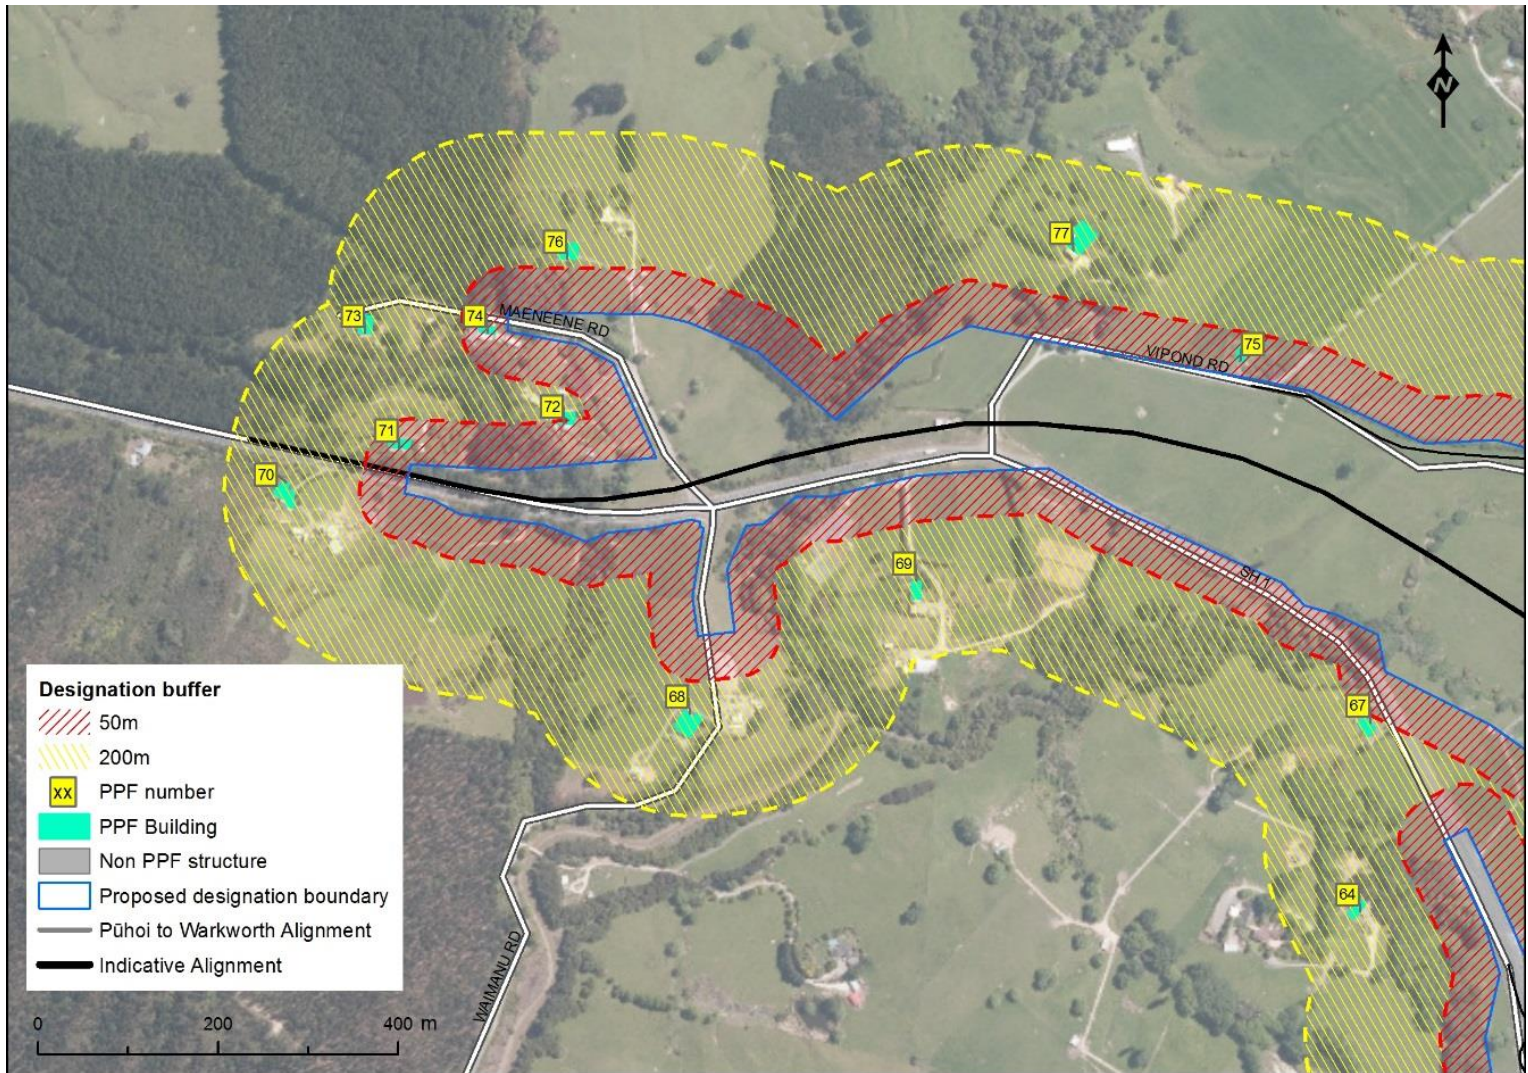 N
77
76
73
74
MAENEENE RD
75
VIPOND RD
72
71
70
69
SH 1
68
67
64
WAIMANU RD
Designation buffer
50m
200m
xx PPF number
PPF Building
Non PPF structure
Proposed designation boundary
Pūhoi to Warkworth Alignment
Indicative Alignment
0 200 400 m